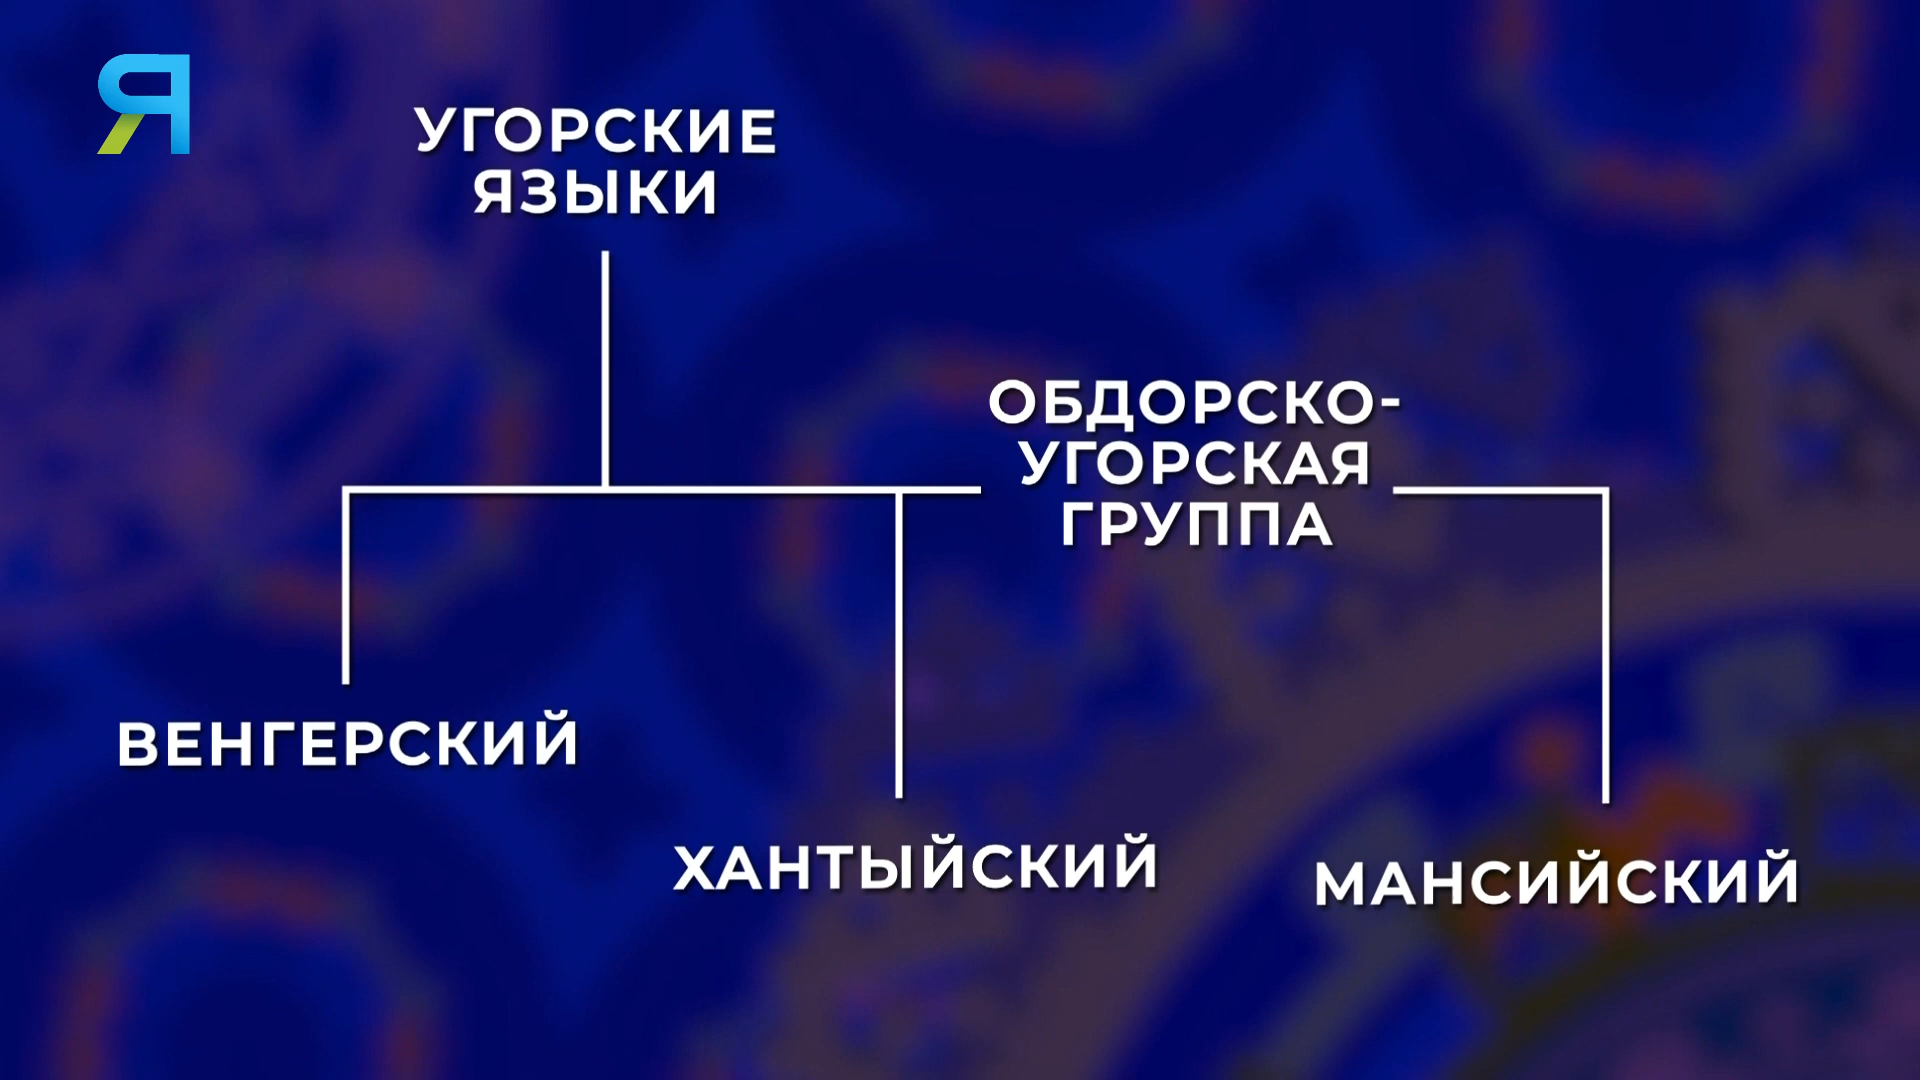 Я
УГОРСКИЕ
ЯЗЫКИ
ОБДОРСКО-
УГОРСКАЯ
ГРУППА
ВЕНГЕРСКИЙ
ХАНТЫЙСКИЙ
МАНСИЙСКИЙ